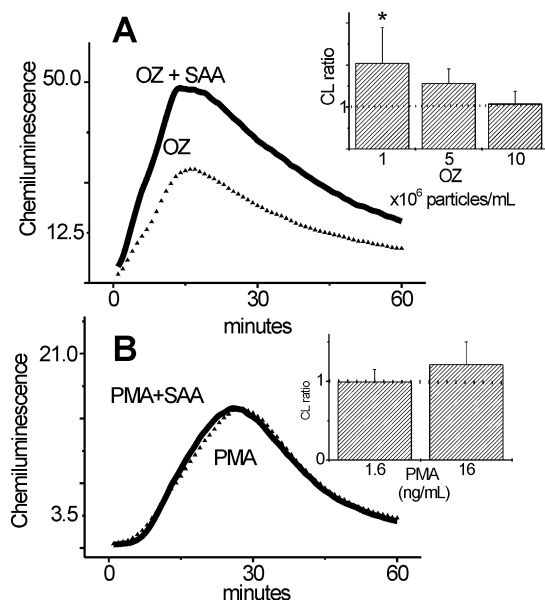 A
Chemiluminescence
50.0
12.5
OZ + SAA
OZ
0 30 60
minutes
CL ratio
1
*
1 5 10
OZ
x10⁶ particles/mL
B
Chemiluminescence
21.0
3.5
PMA+SAA
PMA
0 30 60
minutes
CL ratio
1
0
1.6 PMA 16
(ng/mL)